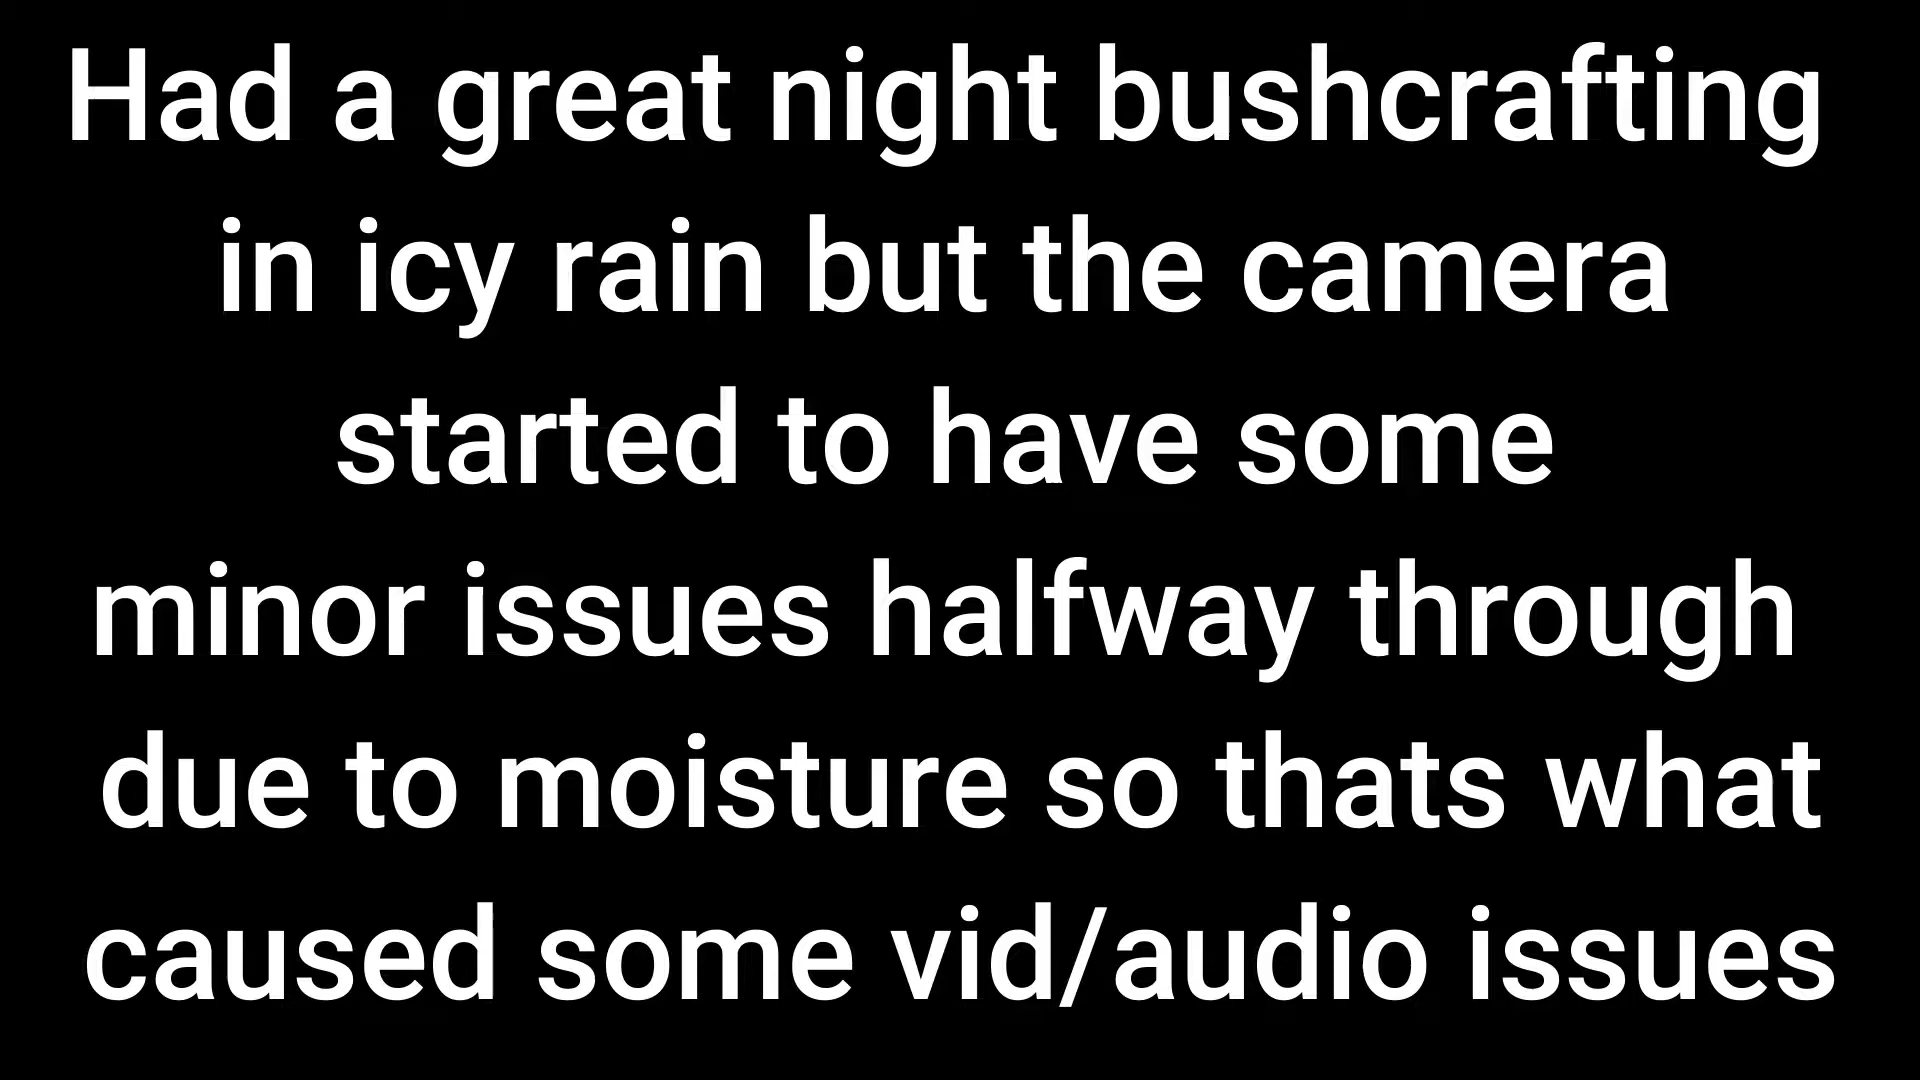 Had a great night bushcrafting
in icy rain but the camera
started to have some
minor issues halfway through
due to moisture so thats what
caused some vid/audio issues